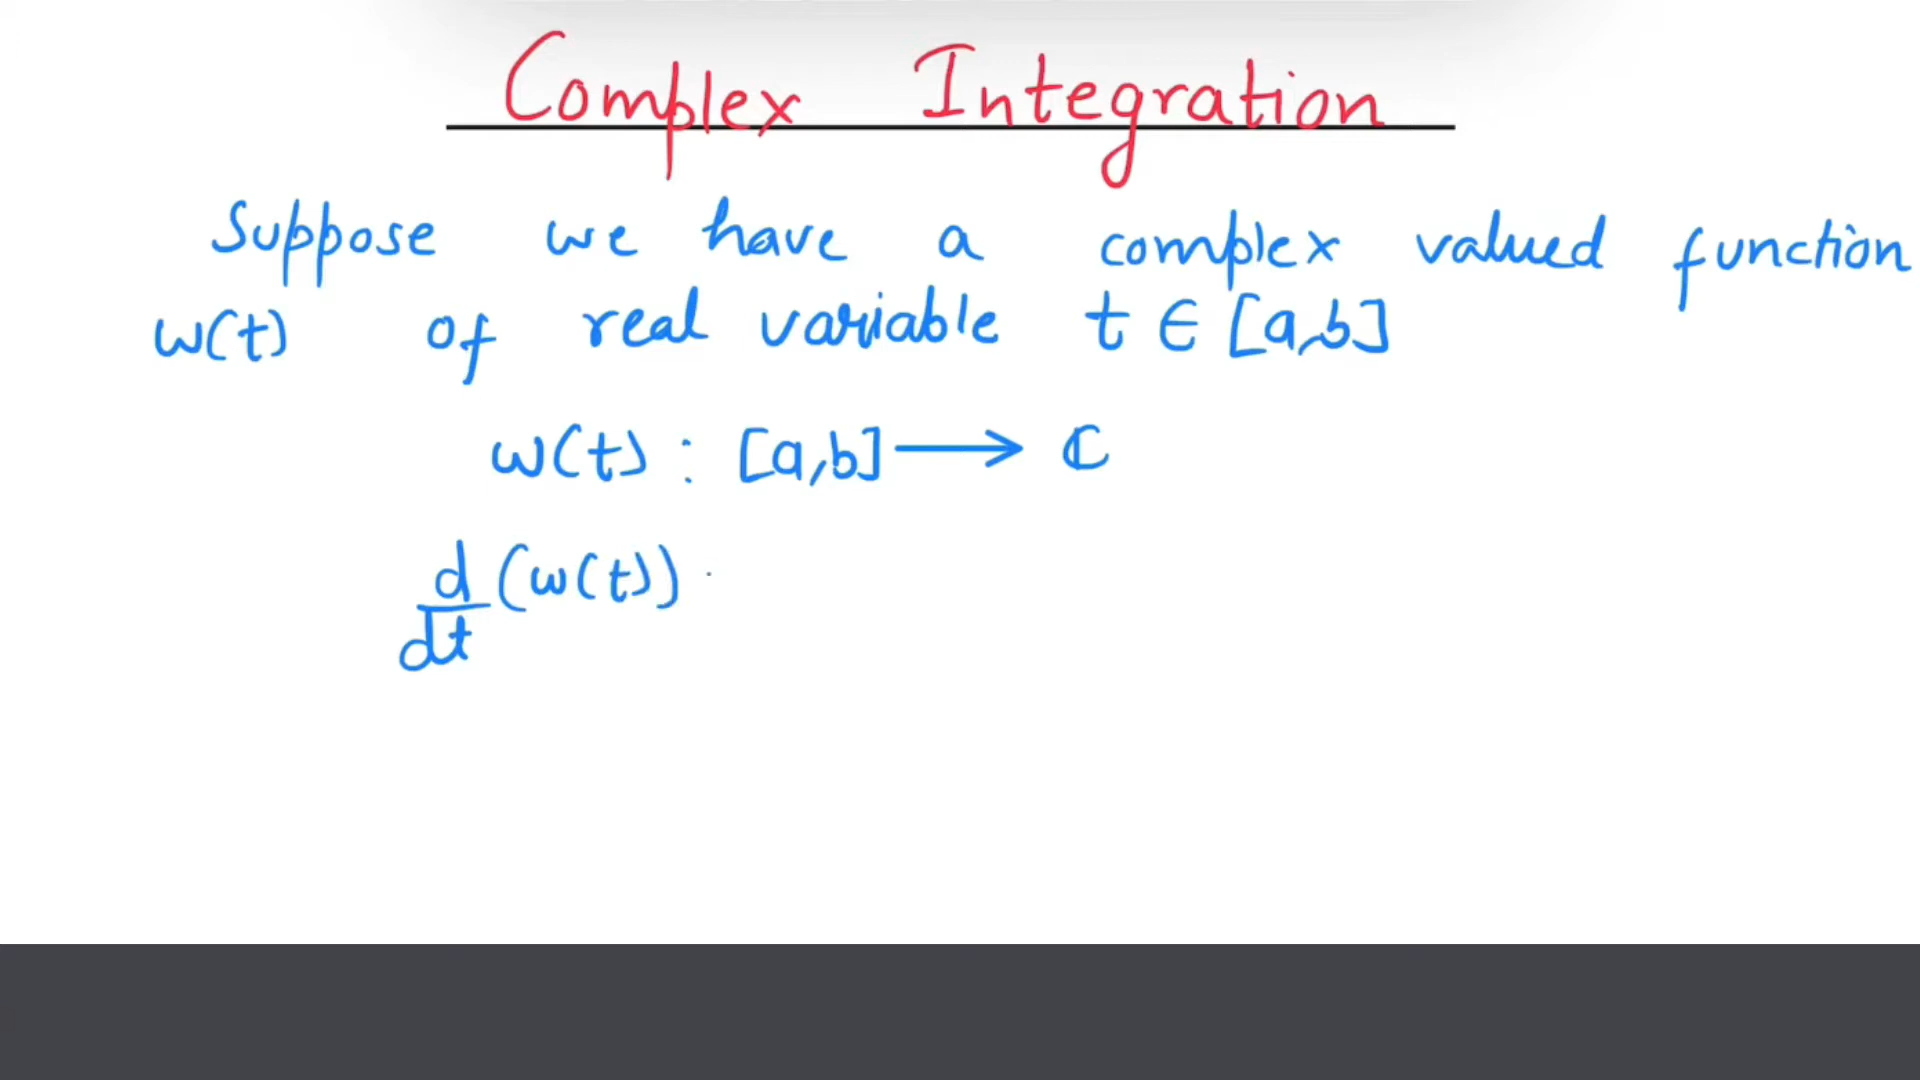 Complex Integration
Suppose we have a complex valued function
w(t) of real variable t ∈ [a,b]
w(t) : [a,b] ⟶ ℂ
d/dt (w(t))